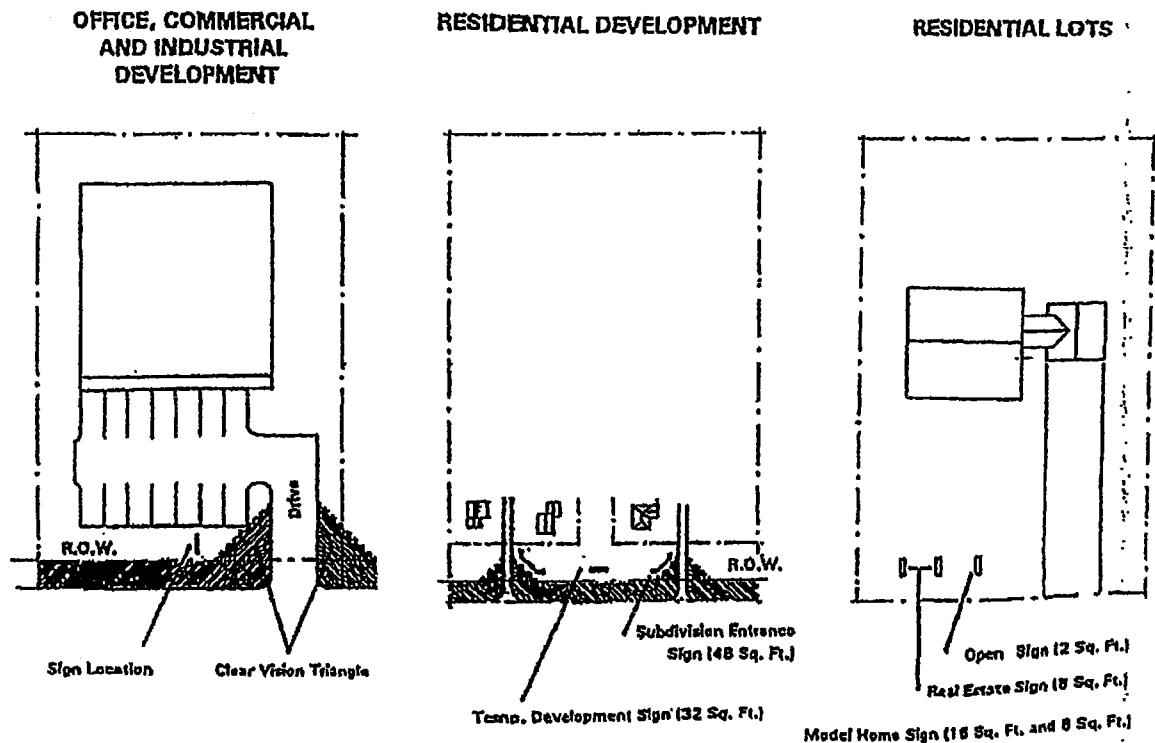 OFFICE, COMMERCIAL
AND INDUSTRIAL
DEVELOPMENT
RESIDENTIAL DEVELOPMENT
RESIDENTIAL LOTS
Drive
R.O.W.
R.O.W.
Sign Location
Clear Vision Triangle
Subdivision Entrance
Sign (48 Sq. Ft.)
Temp. Development Sign (32 Sq. Ft.)
Open Sign (2 Sq. Ft.)
Real Estate Sign (8 Sq. Ft.)
Model Home Sign (16 Sq. Ft. and 8 Sq. Ft.)